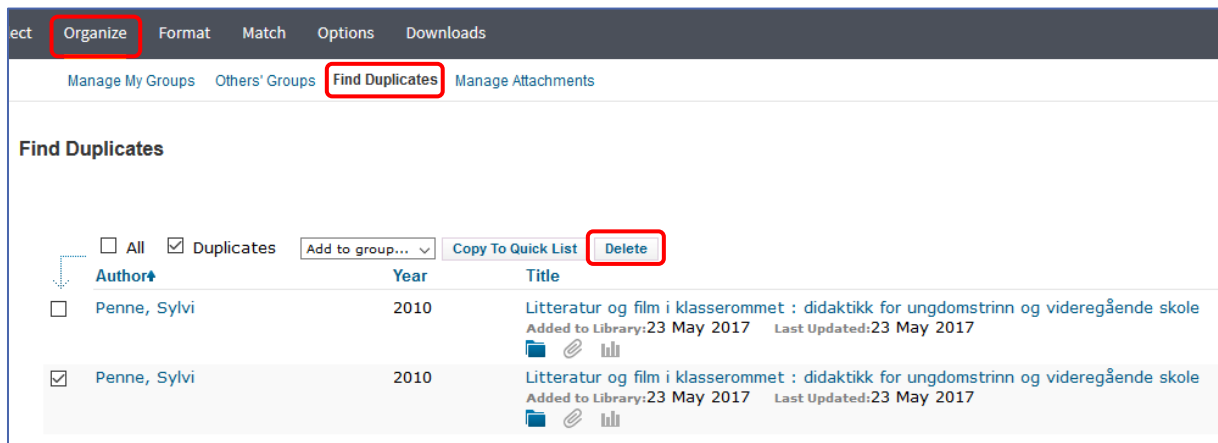 ect Organize Format Match Options Downloads
Manage My Groups Others' Groups Find Duplicates Manage Attachments
Find Duplicates
All Duplicates Add to group... Copy To Quick List Delete
Author Year Title
Penne, Sylvi 2010 Litteratur og film i klasserommet : didaktikk for ungdomstrinn og videregående skole
Added to Library:23 May 2017 Last Updated:23 May 2017
Penne, Sylvi 2010 Litteratur og film i klasserommet : didaktikk for ungdomstrinn og videregående skole
Added to Library:23 May 2017 Last Updated:23 May 2017